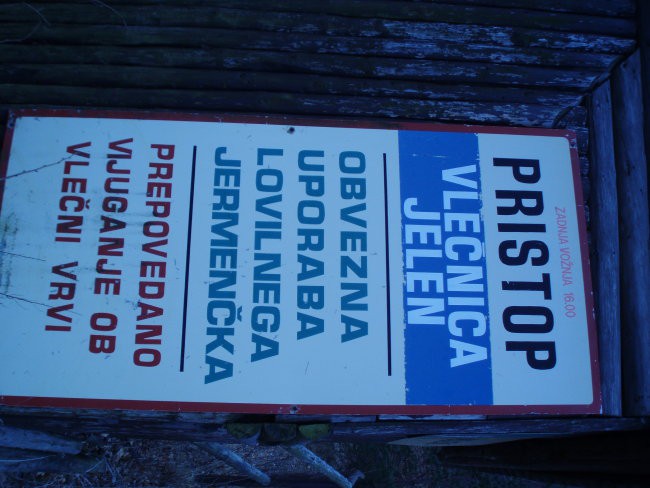 ZADNJA VOŽNJA 16.00
PRISTOP
VLEČNICA
JELEN
OBVEZNA
UPORABA
LOVILNEGA
JERMENČKA
PREPOVEDANO
VIJUGANJE OB
VLEČNI VRVI